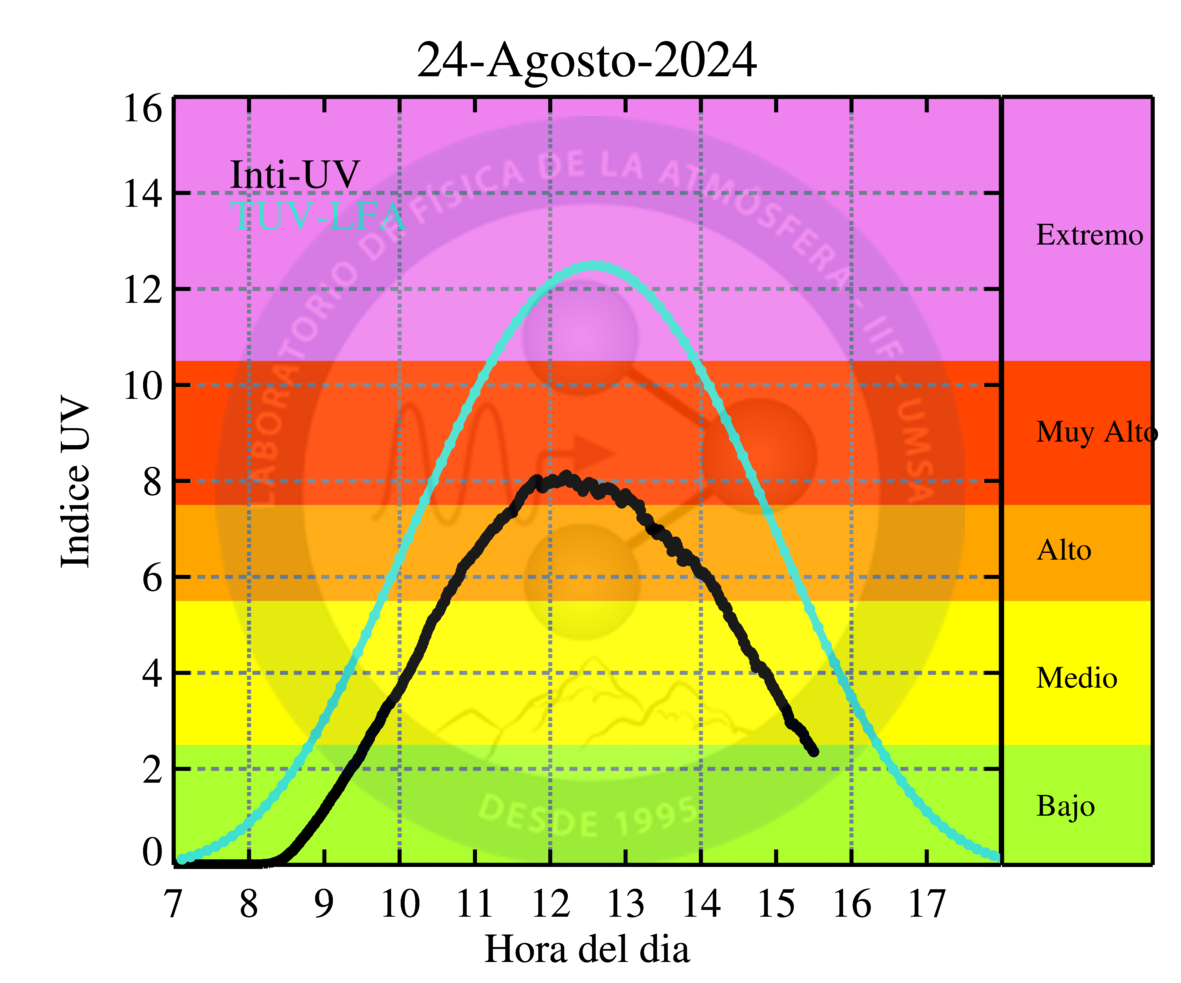 24-Agosto-2024
16
14
12
10
8
6
4
2
0
Indice UV
Inti-UV
TUV-LFA
LABORATORIO DE FÍSICA DE LA ATMÓSFERA - IIF - UMSA
DESDE 1995
Extremo
Muy Alto
Alto
Medio
Bajo
7 8 9 10 11 12 13 14 15 16 17
Hora del dia